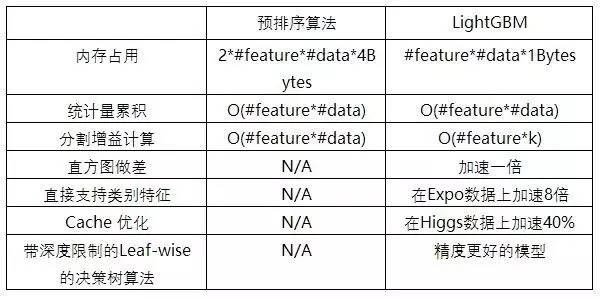 预排序算法 LightGBM
内存占用 2*#feature*#data*4B #feature*#data*1Bytes
ytes
统计量累积 O(#feature*#data) O(#feature*#data)
分割增益计算 O(#feature*#data) O(#feature*k)
直方图做差 N/A 加速一倍
直接支持类别特征 N/A 在Expo数据上加速8倍
Cache 优化 N/A 在Higgs数据上加速40%
带深度限制的Leaf-wise N/A 精度更好的模型
的决策树算法